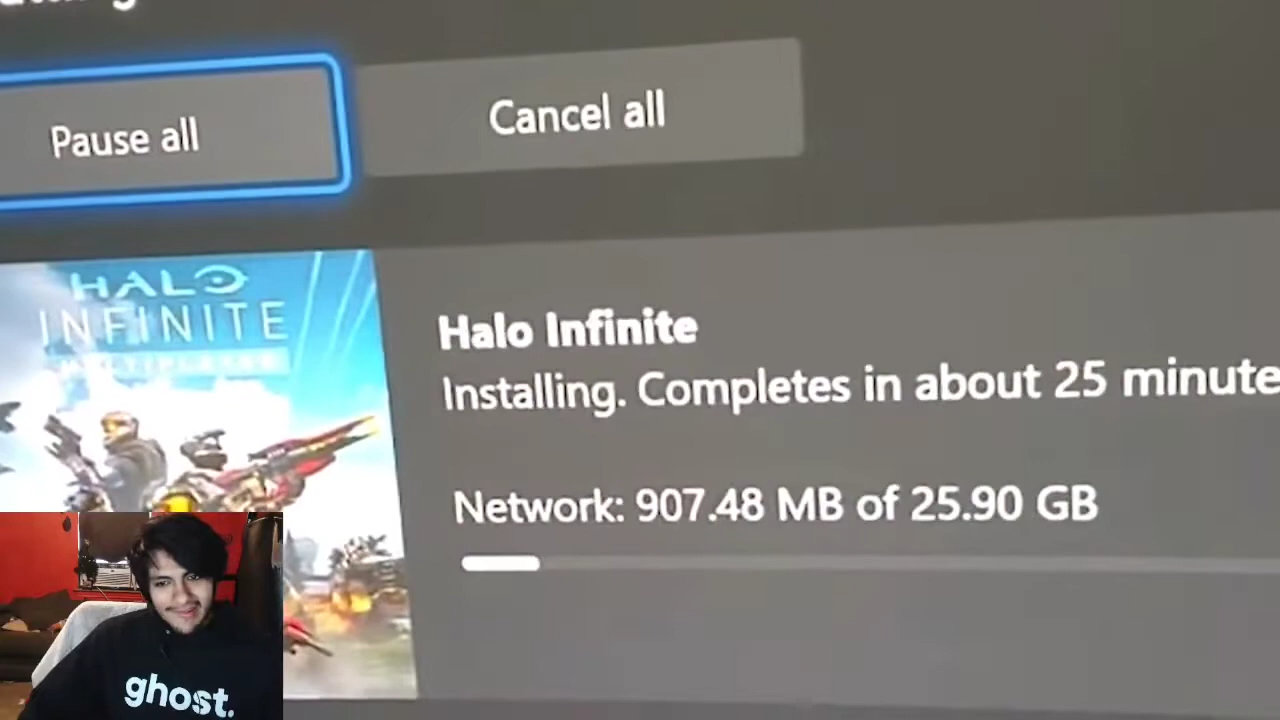 Pause all
Cancel all
HALO
INFINITE
MULTIPLAYER
Halo Infinite
Installing. Completes in about 25 minute
Network: 907.48 MB of 25.90 GB
ghost.